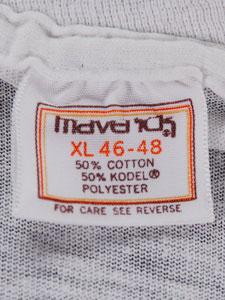 maverick
XL 46-48
50% COTTON
50% KODEL®
POLYESTER
FOR CARE SEE REVERSE